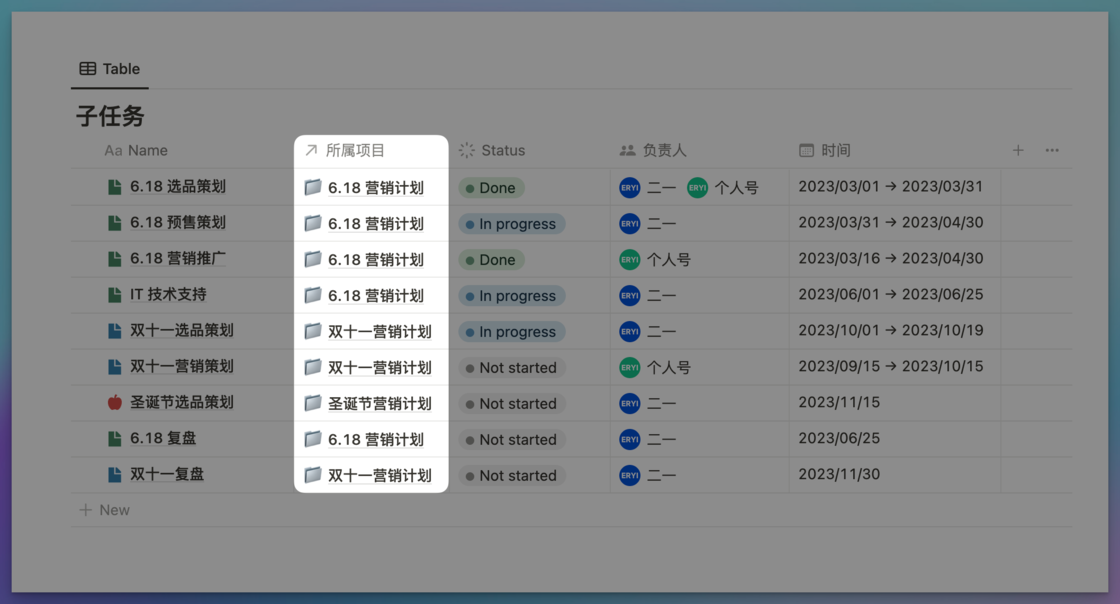 Table
子任务
Aa Name 所属项目 Status 负责人 时间
6.18 选品策划 6.18 营销计划 Done ERYI 二一 ERYI 个人号 2023/03/01 → 2023/03/31
6.18 预售策划 6.18 营销计划 In progress ERYI 二一 2023/03/31 → 2023/04/30
6.18 营销推广 6.18 营销计划 Done ERYI 个人号 2023/03/16 → 2023/04/30
IT 技术支持 6.18 营销计划 In progress ERYI 二一 2023/06/01 → 2023/06/25
双十一选品策划 双十一营销计划 In progress ERYI 二一 2023/10/01 → 2023/10/19
双十一营销策划 双十一营销计划 Not started ERYI 个人号 2023/09/15 → 2023/10/15
圣诞节选品策划 圣诞节营销计划 Not started ERYI 二一 2023/11/15
6.18 复盘 6.18 营销计划 Not started ERYI 二一 2023/06/25
双十一复盘 双十一营销计划 Not started ERYI 二一 2023/11/30
+ New